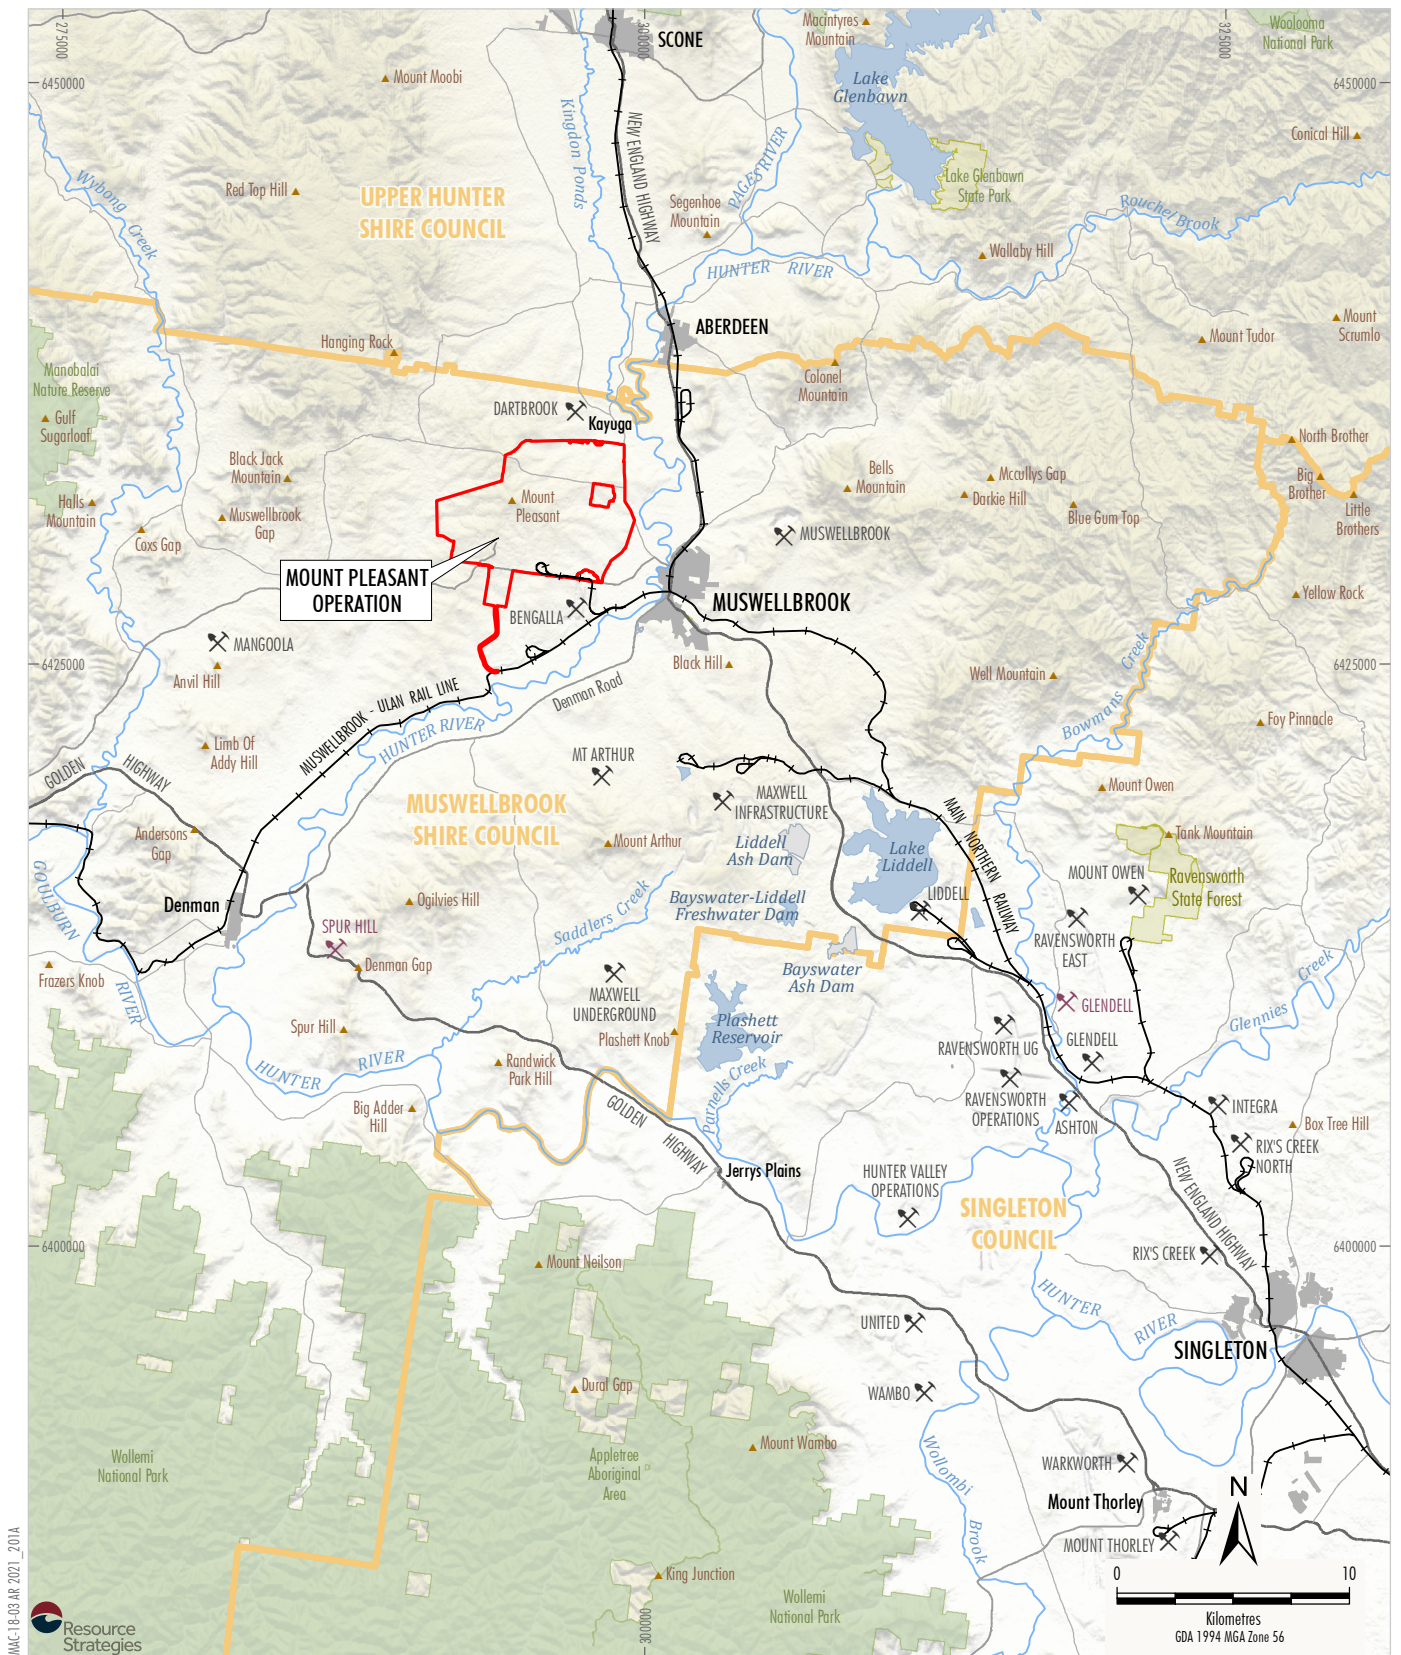 275000
300000
325000
SCONE
Macintyres
Mountain
Woolooma
National Park
6450000
6450000
Mount Moobi
Lake
Glenbawn
Kingdon Ponds
NEW ENGLAND HIGHWAY
PAGES RIVER
Conical Hill
Wybong Creek
Red Top Hill
UPPER HUNTER
SHIRE COUNCIL
Segenhoe
Mountain
Lake Glenbawn
State Park
Rouchel Brook
Wallaby Hill
HUNTER RIVER
ABERDEEN
Mount
Scrumlo
Mount Tudor
Hanging Rock
Manobalai
Nature Reserve
Colonel
Mountain
Gulf
Sugarloaf
DARTBROOK
Kayuga
North Brother
Black Jack
Mountain
Bells
Mountain
Mccullys Gap
Big
Brother
Darkie Hill
Little
Brothers
Halls
Mountain
Muswellbrook
Gap
Mount
Pleasant
Blue Gum Top
Coxs Gap
MUSWELLBROOK
MOUNT PLEASANT
OPERATION
MUSWELLBROOK
Yellow Rock
BENGALLA
MANGOOLA
6425000
6425000
Anvil Hill
Black Hill
Well Mountain
Bowmans Creek
MUSWELLBROOK - ULAN RAIL LINE
Denman Road
HUNTER RIVER
Foy Pinnacle
Limb Of
Addy Hill
GOLDEN HIGHWAY
MT ARTHUR
MAXWELL
INFRASTRUCTURE
Mount Owen
MUSWELLBROOK
SHIRE COUNCIL
MAIN NORTHERN RAILWAY
Andersons
Gap
Mount Arthur
Liddell
Ash Dam
Lake
Liddell
Tank Mountain
GOULBURN RIVER
MOUNT OWEN
Ravensworth
State Forest
Denman
Ogilvies Hill
Saddlers Creek
Bayswater-Liddell
Freshwater Dam
LIDDELL
SPUR HILL
RAVENSWORTH
EAST
Denman Gap
Frazers Knob
Bayswater
Ash Dam
Glennies Creek
MAXWELL
UNDERGROUND
GLENDELL
Spur Hill
Plashett Knob
Plashett
Reservoir
RAVENSWORTH UG
GLENDELL
HUNTER RIVER
Randwick
Park Hill
Parnells Creek
RAVENSWORTH
OPERATIONS
ASHTON
INTEGRA
Big Adder
Hill
GOLDEN HIGHWAY
Box Tree Hill
RIX'S CREEK
NORTH
Jerrys Plains
HUNTER VALLEY
OPERATIONS
NEW ENGLAND HIGHWAY
SINGLETON
COUNCIL
6400000
6400000
RIX'S CREEK
Mount Neilson
HUNTER RIVER
UNITED
SINGLETON
Dural Gap
WAMBO
Mount Wambo
Wollombi Brook
Wollemi
National Park
Appletree
Aboriginal
Area
WARKWORTH
N
Mount Thorley
MOUNT THORLEY
King Junction
0
10
Wollemi
National Park
Kilometres
GDA 1994 MGA Zone 56
300000
MAC-18-03 AR 2021_201A
Resource
Strategies